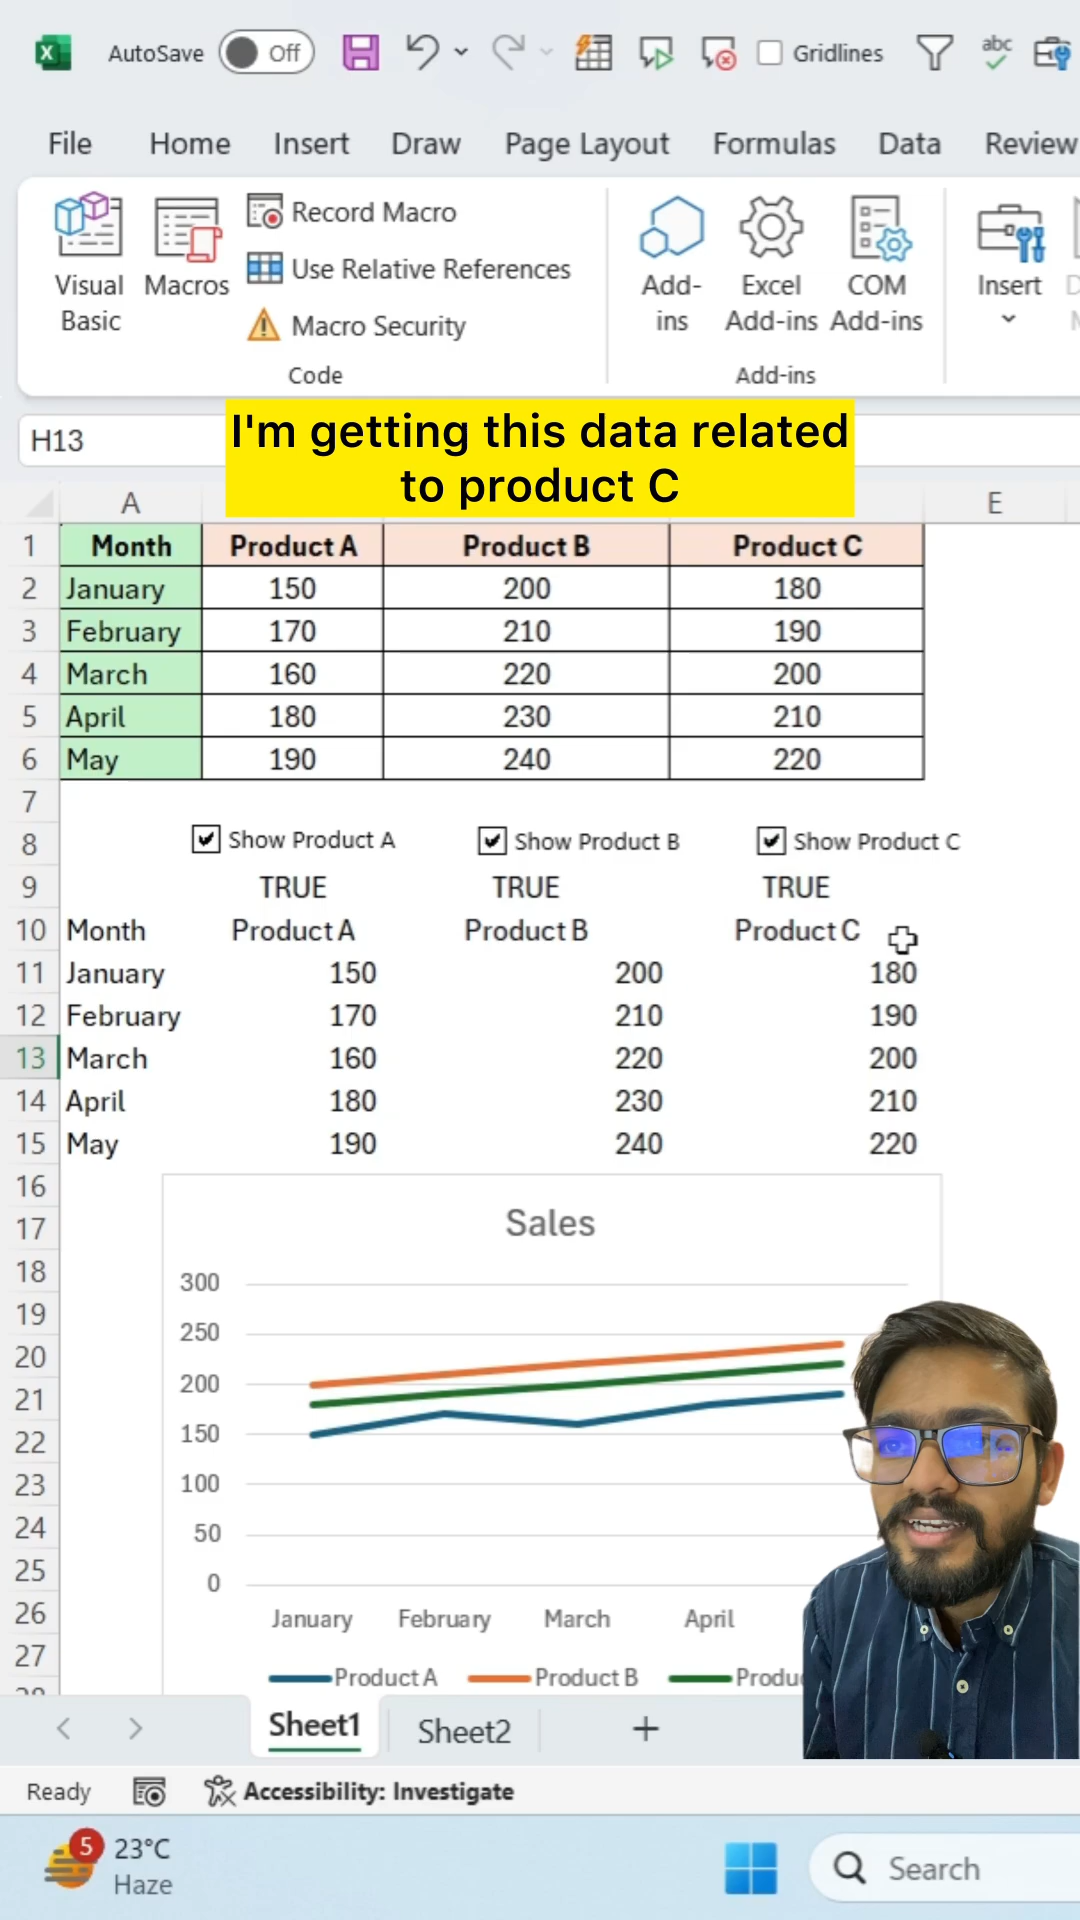 AutoSave Off Gridlines abc
File Home Insert Draw Page Layout Formulas Data Review
Visual Basic
Macros
Record Macro
Use Relative References
Macro Security
Code
Add-ins
Excel Add-ins
COM Add-ins
Add-ins
Insert
H13
I'm getting this data related
to product C
A E
1 Month Product A Product B Product C
2 January 150 200 180
3 February 170 210 190
4 March 160 220 200
5 April 180 230 210
6 May 190 240 220
7
8 Show Product A Show Product B Show Product C
9 TRUE TRUE TRUE
10 Month Product A Product B Product C
11 January 150 200 180
12 February 170 210 190
13 March 160 220 200
14 April 180 230 210
15 May 190 240 220
16
17 Sales
18
19
20
21
22
23
24
25
26
27
300
250
200
150
100
50
0
January February March April
Product A Product B Produ
Sheet1 Sheet2 +
Ready Accessibility: Investigate
5 23°C
Haze
Search